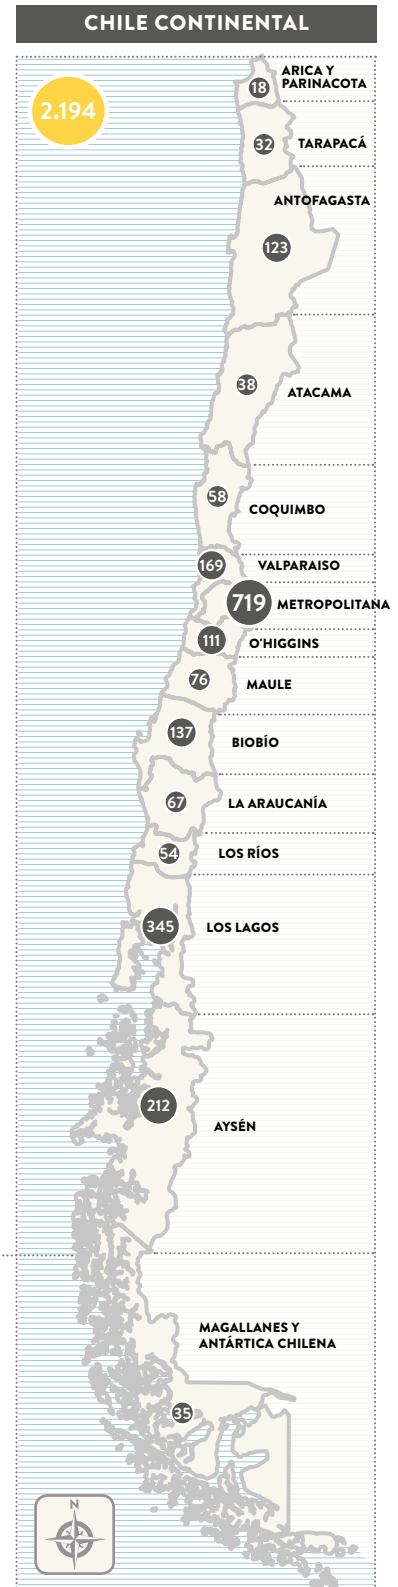 CHILE CONTINENTAL
2.194
ARICA Y
PARINACOTA
18
TARAPACÁ
32
ANTOFAGASTA
123
ATACAMA
38
COQUIMBO
58
VALPARAISO
169
METROPOLITANA
719
O'HIGGINS
111
MAULE
76
BIOBÍO
137
LA ARAUCANÍA
67
LOS RÍOS
54
LOS LAGOS
345
AYSÉN
212
MAGALLANES Y
ANTÁRTICA CHILENA
35
N